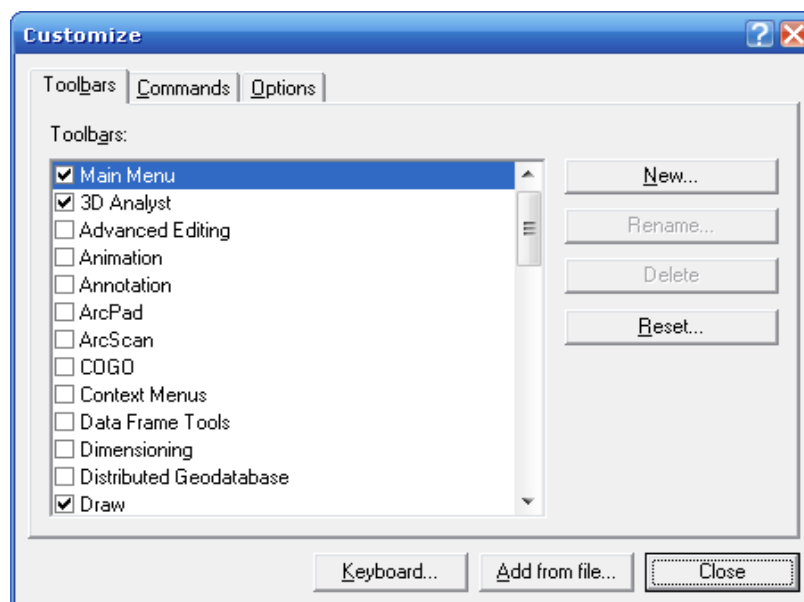 Customize
Toolbars Commands Options
Toolbars:
Main Menu
3D Analyst
Advanced Editing
Animation
Annotation
ArcPad
ArcScan
COGO
Context Menus
Data Frame Tools
Dimensioning
Distributed Geodatabase
Draw
New...
Rename...
Delete
Reset...
Keyboard... Add from file... Close